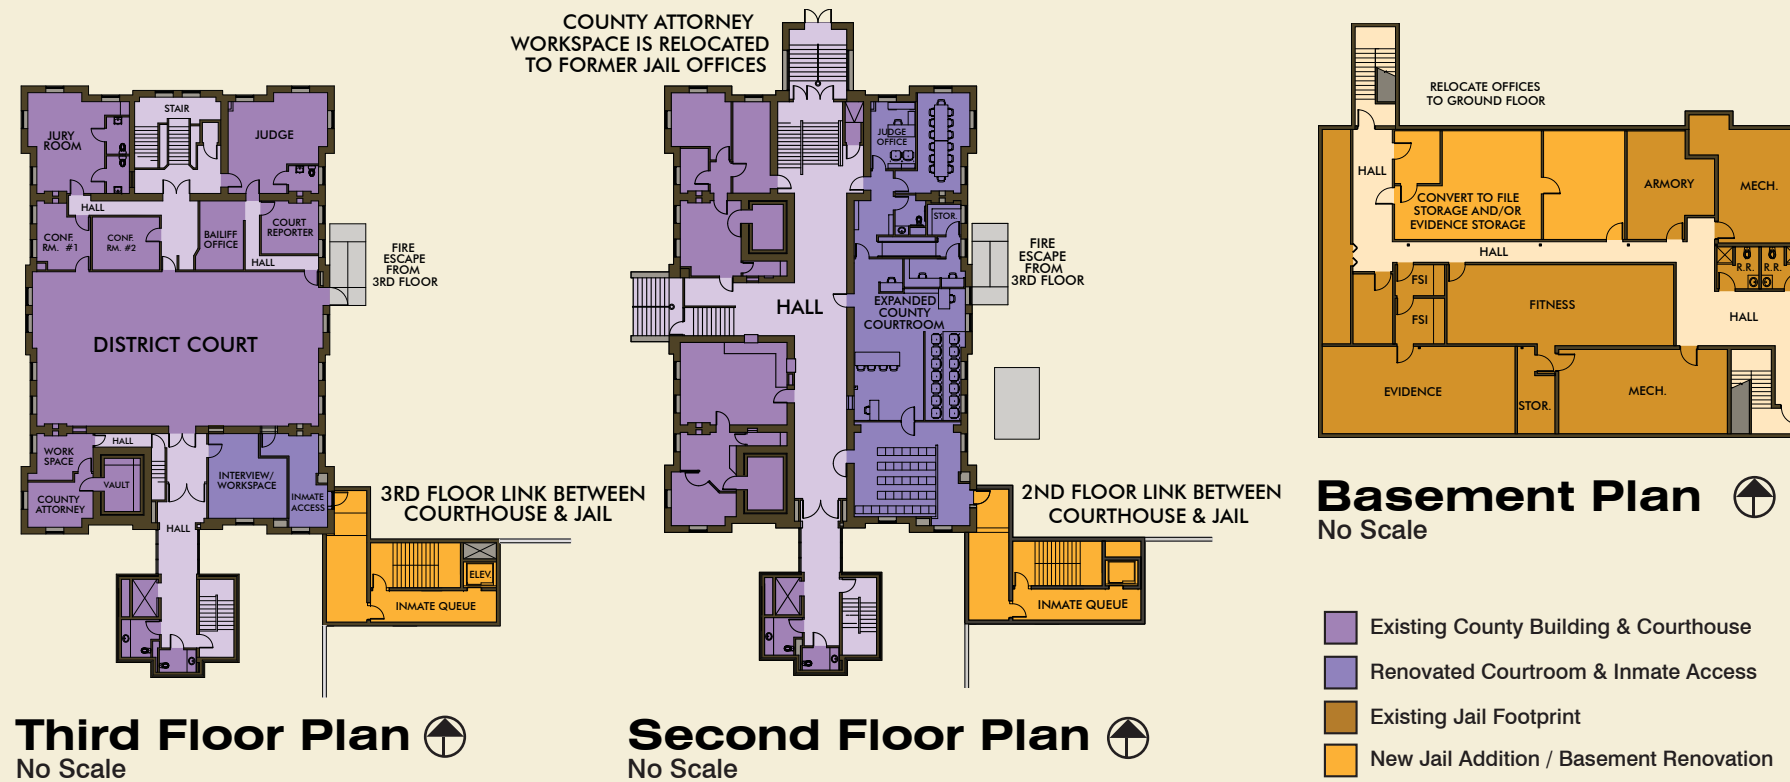 COUNTY ATTORNEY
WORKSPACE IS RELOCATED
TO FORMER JAIL OFFICES
STAIR
JURY
ROOM
JUDGE
HALL
CONF.
RM. #1
CONF.
RM. #2
BAILIFF
OFFICE
COURT
REPORTER
HALL
FIRE
ESCAPE
FROM
3RD FLOOR
DISTRICT COURT
HALL
WORK
SPACE
VAULT
COUNTY
ATTORNEY
INTERVIEW/
WORKSPACE
INMATE
ACCESS
HALL
3RD FLOOR LINK BETWEEN
COURTHOUSE & JAIL
ELEV.
INMATE QUEUE
Third Floor Plan
No Scale
JUDGE
OFFICE
STOR.
HALL
EXPANDED
COUNTY
COURTROOM
FIRE
ESCAPE
FROM
3RD FLOOR
2ND FLOOR LINK BETWEEN
COURTHOUSE & JAIL
INMATE QUEUE
Second Floor Plan
No Scale
RELOCATE OFFICES
TO GROUND FLOOR
HALL
CONVERT TO FILE
STORAGE AND/OR
EVIDENCE STORAGE
ARMORY
MECH.
HALL
R.R.
R.R.
FSI
FSI
FITNESS
HALL
EVIDENCE
STOR.
MECH.
Basement Plan
No Scale
Existing County Building & Courthouse
Renovated Courtroom & Inmate Access
Existing Jail Footprint
New Jail Addition / Basement Renovation